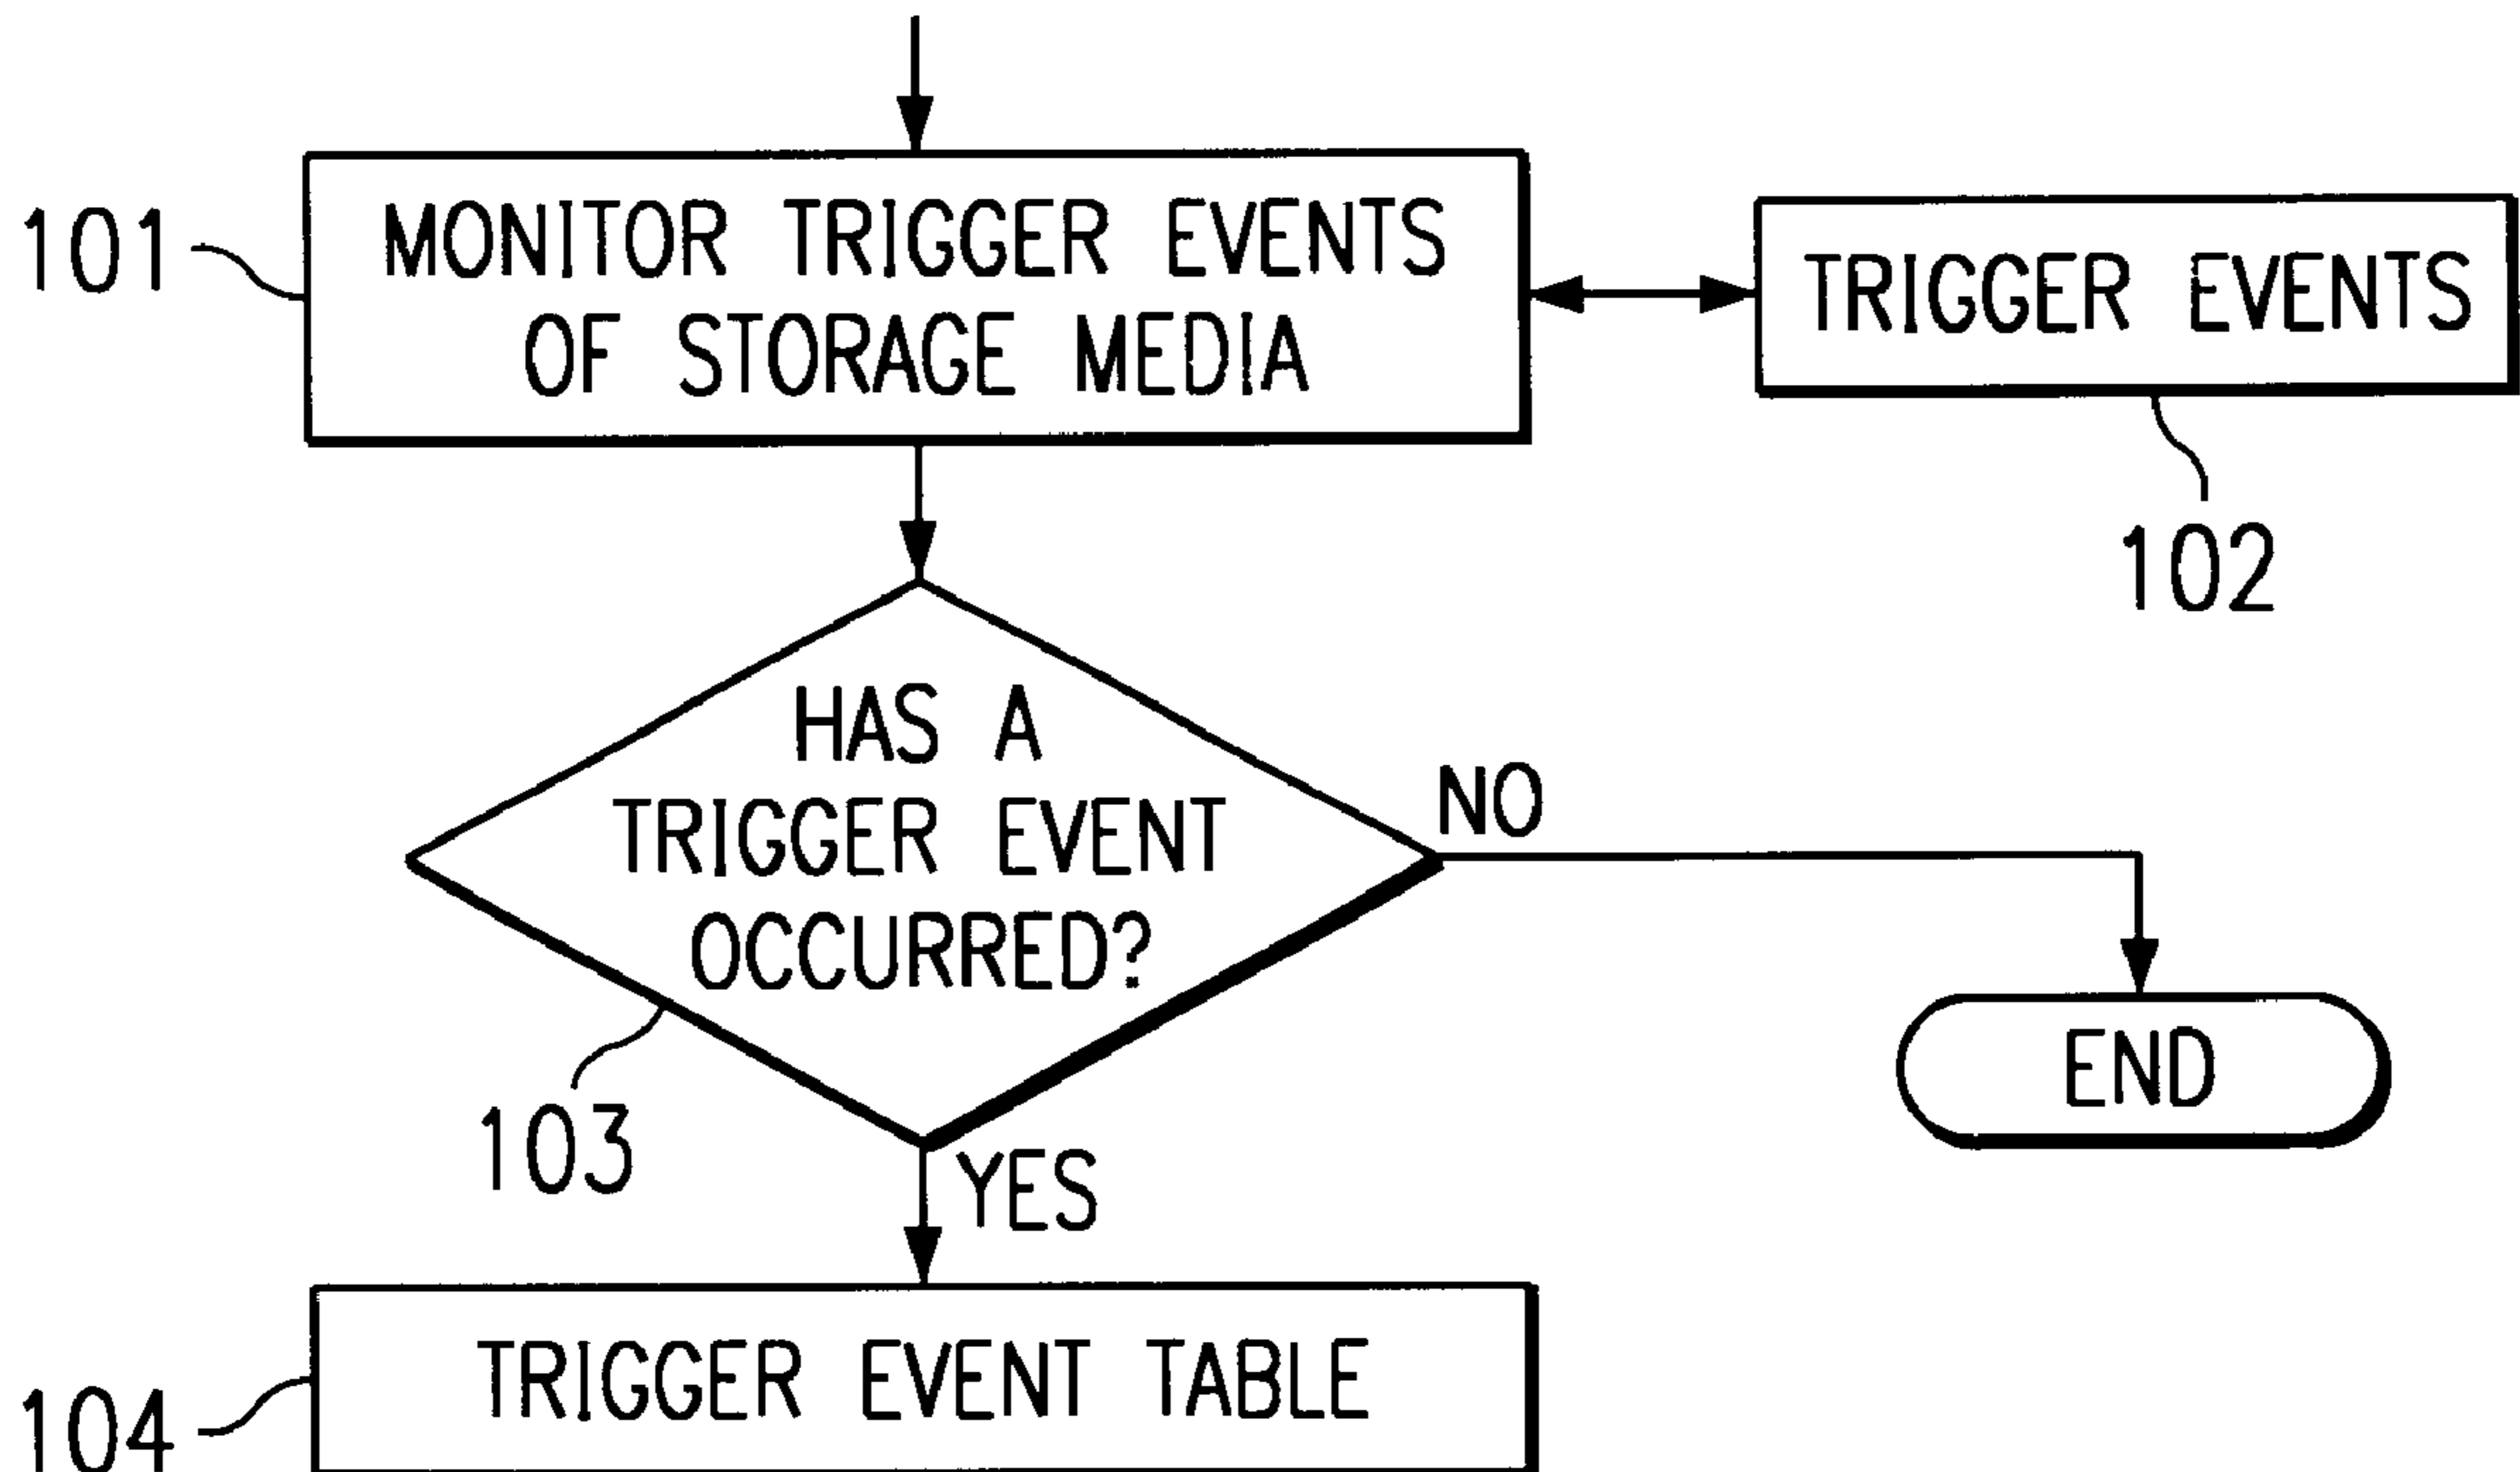 101
MONITOR TRIGGER EVENTS
OF STORAGE MEDIA
TRIGGER EVENTS
102
HAS A
TRIGGER EVENT
OCCURRED?
NO
END
103
YES
TRIGGER EVENT TABLE
104